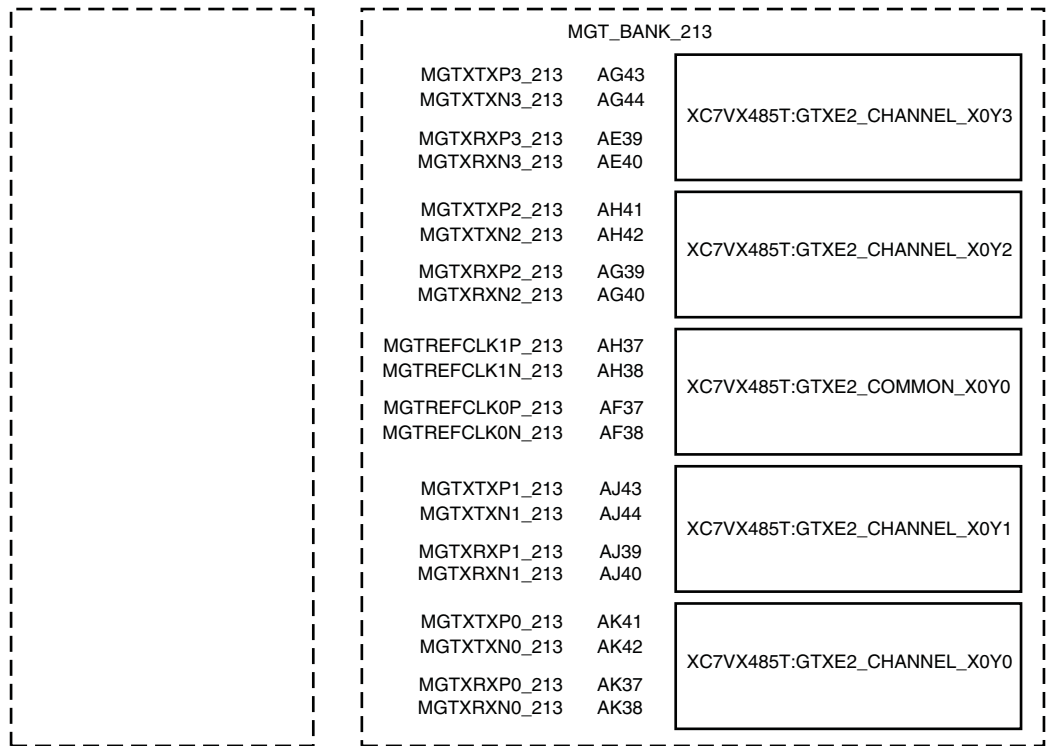 MGT_BANK_213
MGTXTXP3_213 AG43
MGTXTXN3_213 AG44
XC7VX485T:GTXE2_CHANNEL_X0Y3
MGTXRXP3_213 AE39
MGTXRXN3_213 AE40
MGTXTXP2_213 AH41
MGTXTXN2_213 AH42
XC7VX485T:GTXE2_CHANNEL_X0Y2
MGTXRXP2_213 AG39
MGTXRXN2_213 AG40
MGTREFCLK1P_213 AH37
MGTREFCLK1N_213 AH38
XC7VX485T:GTXE2_COMMON_X0Y0
MGTREFCLK0P_213 AF37
MGTREFCLK0N_213 AF38
MGTXTXP1_213 AJ43
MGTXTXN1_213 AJ44
XC7VX485T:GTXE2_CHANNEL_X0Y1
MGTXRXP1_213 AJ39
MGTXRXN1_213 AJ40
MGTXTXP0_213 AK41
MGTXTXN0_213 AK42
XC7VX485T:GTXE2_CHANNEL_X0Y0
MGTXRXP0_213 AK37
MGTXRXN0_213 AK38